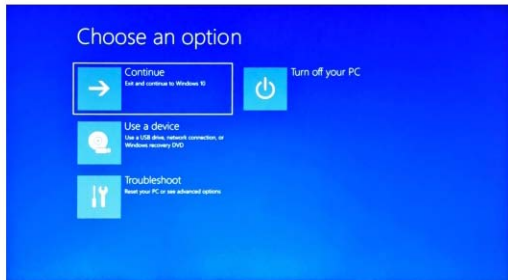 Choose an option
Continue
Exit and continue to Windows 10
Turn off your PC
Use a device
Use a USB drive, network connection, or
Windows recovery DVD
Troubleshoot
Reset your PC or see advanced options